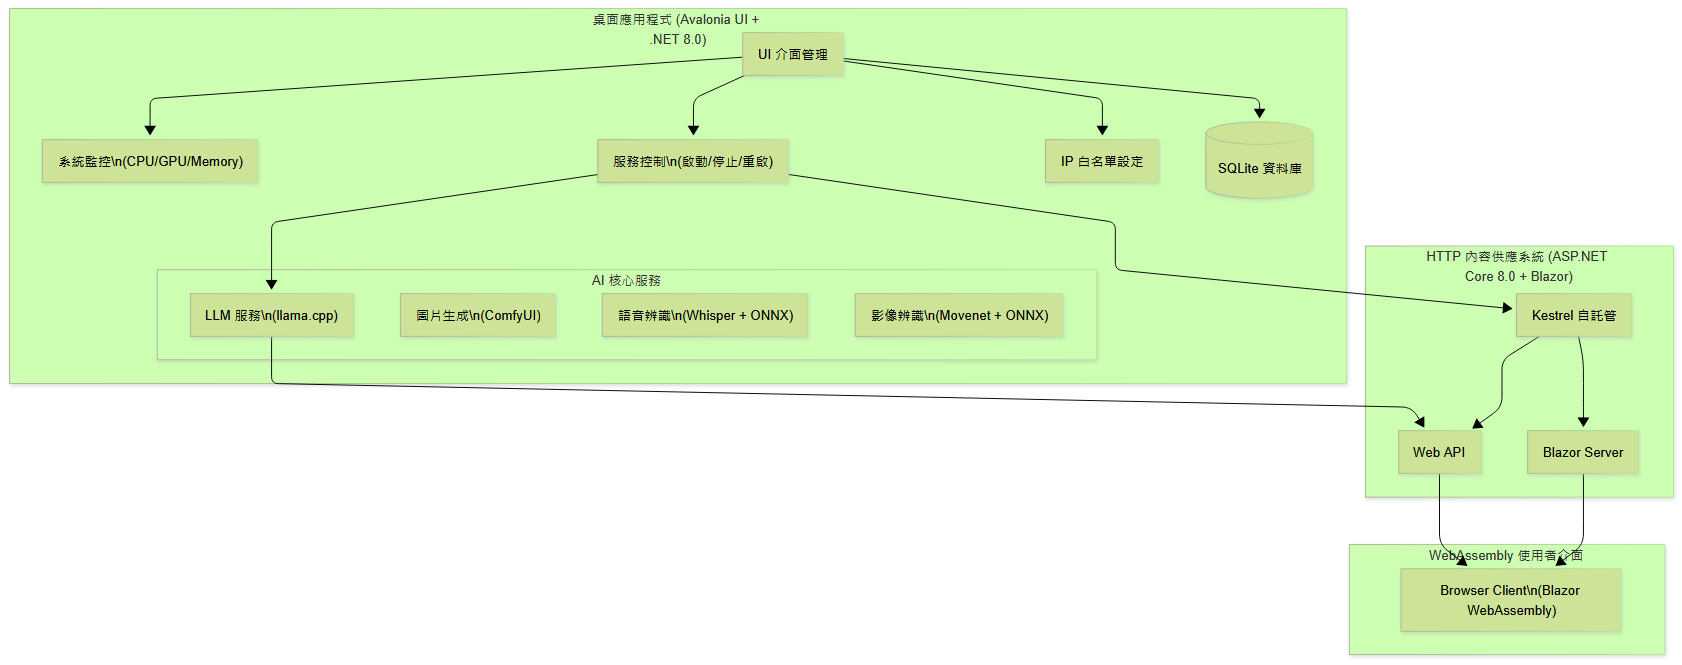 桌面應用程式 (Avalonia UI +
.NET 8.0)
UI 介面管理
系統監控\n(CPU/GPU/Memory)
服務控制\n(啟動/停止/重啟)
IP 白名單設定
SQLite 資料庫
AI 核心服務
LLM 服務\n(llama.cpp)
圖片生成\n(ComfyUI)
語音辨識\n(Whisper + ONNX)
影像辨識\n(Movenet + ONNX)
HTTP 內容供應系統 (ASP.NET
Core 8.0 + Blazor)
Kestrel 自託管
Web API
Blazor Server
WebAssembly 使用者介面
Browser Client\n(Blazor
WebAssembly)